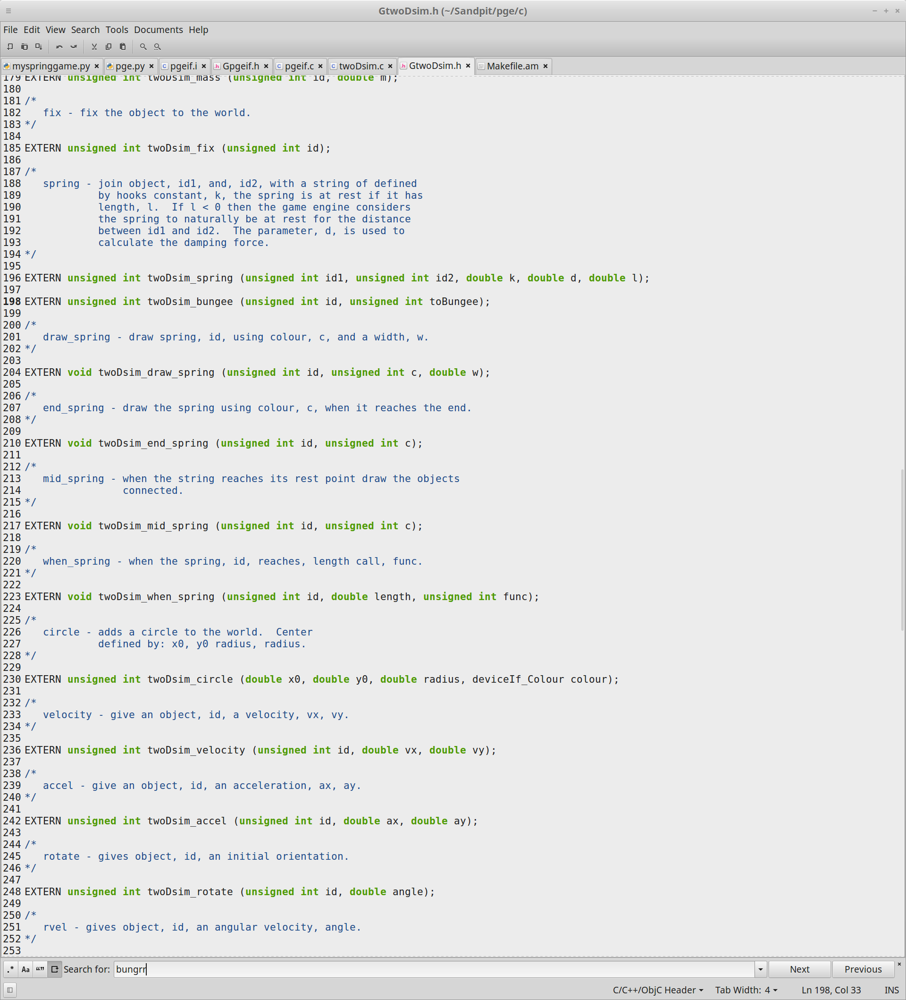 GtwoDsim.h (~/Sandpit/pge/c)
File Edit View Search Tools Documents Help
myspringgame.py pge.py pgeif.i Gpgeif.h pgeif.c twoDsim.c GtwoDsim.h Makefile.am
179 EXTERN unsigned int twoDsim_mass (unsigned int id, double m);
180
181 /*
182    fix - fix the object to the world.
183 */
184
185 EXTERN unsigned int twoDsim_fix (unsigned int id);
186
187 /*
188    spring - join object, id1, and, id2, with a string of defined
189             by hooks constant, k, the spring is at rest if it has
190             length, l.  If l < 0 then the game engine considers
191             the spring to naturally be at rest for the distance
192             between id1 and id2.  The parameter, d, is used to
193             calculate the damping force.
194 */
195
196 EXTERN unsigned int twoDsim_spring (unsigned int id1, unsigned int id2, double k, double d, double l);
197
198 EXTERN unsigned int twoDsim_bungee (unsigned int id, unsigned int toBungee);
199
200 /*
201    draw_spring - draw spring, id, using colour, c, and a width, w.
202 */
203
204 EXTERN void twoDsim_draw_spring (unsigned int id, unsigned int c, double w);
205
206 /*
207    end_spring - draw the spring using colour, c, when it reaches the end.
208 */
209
210 EXTERN void twoDsim_end_spring (unsigned int id, unsigned int c);
211
212 /*
213    mid_spring - when the string reaches its rest point draw the objects
214                 connected.
215 */
216
217 EXTERN void twoDsim_mid_spring (unsigned int id, unsigned int c);
218
219 /*
220    when_spring - when the spring, id, reaches, length call, func.
221 */
222
223 EXTERN void twoDsim_when_spring (unsigned int id, double length, unsigned int func);
224
225 /*
226    circle - adds a circle to the world.  Center
227             defined by: x0, y0 radius, radius.
228 */
229
230 EXTERN unsigned int twoDsim_circle (double x0, double y0, double radius, deviceIf_Colour colour);
231
232 /*
233    velocity - give an object, id, a velocity, vx, vy.
234 */
235
236 EXTERN unsigned int twoDsim_velocity (unsigned int id, double vx, double vy);
237
238 /*
239    accel - give an object, id, an acceleration, ax, ay.
240 */
241
242 EXTERN unsigned int twoDsim_accel (unsigned int id, double ax, double ay);
243
244 /*
245    rotate - gives object, id, an initial orientation.
246 */
247
248 EXTERN unsigned int twoDsim_rotate (unsigned int id, double angle);
249
250 /*
251    rvel - gives object, id, an angular velocity, angle.
252 */
253
.* Aa “” Search for: bungrr Next Previous
C/C++/ObjC Header Tab Width: 4 Ln 198, Col 33 INS